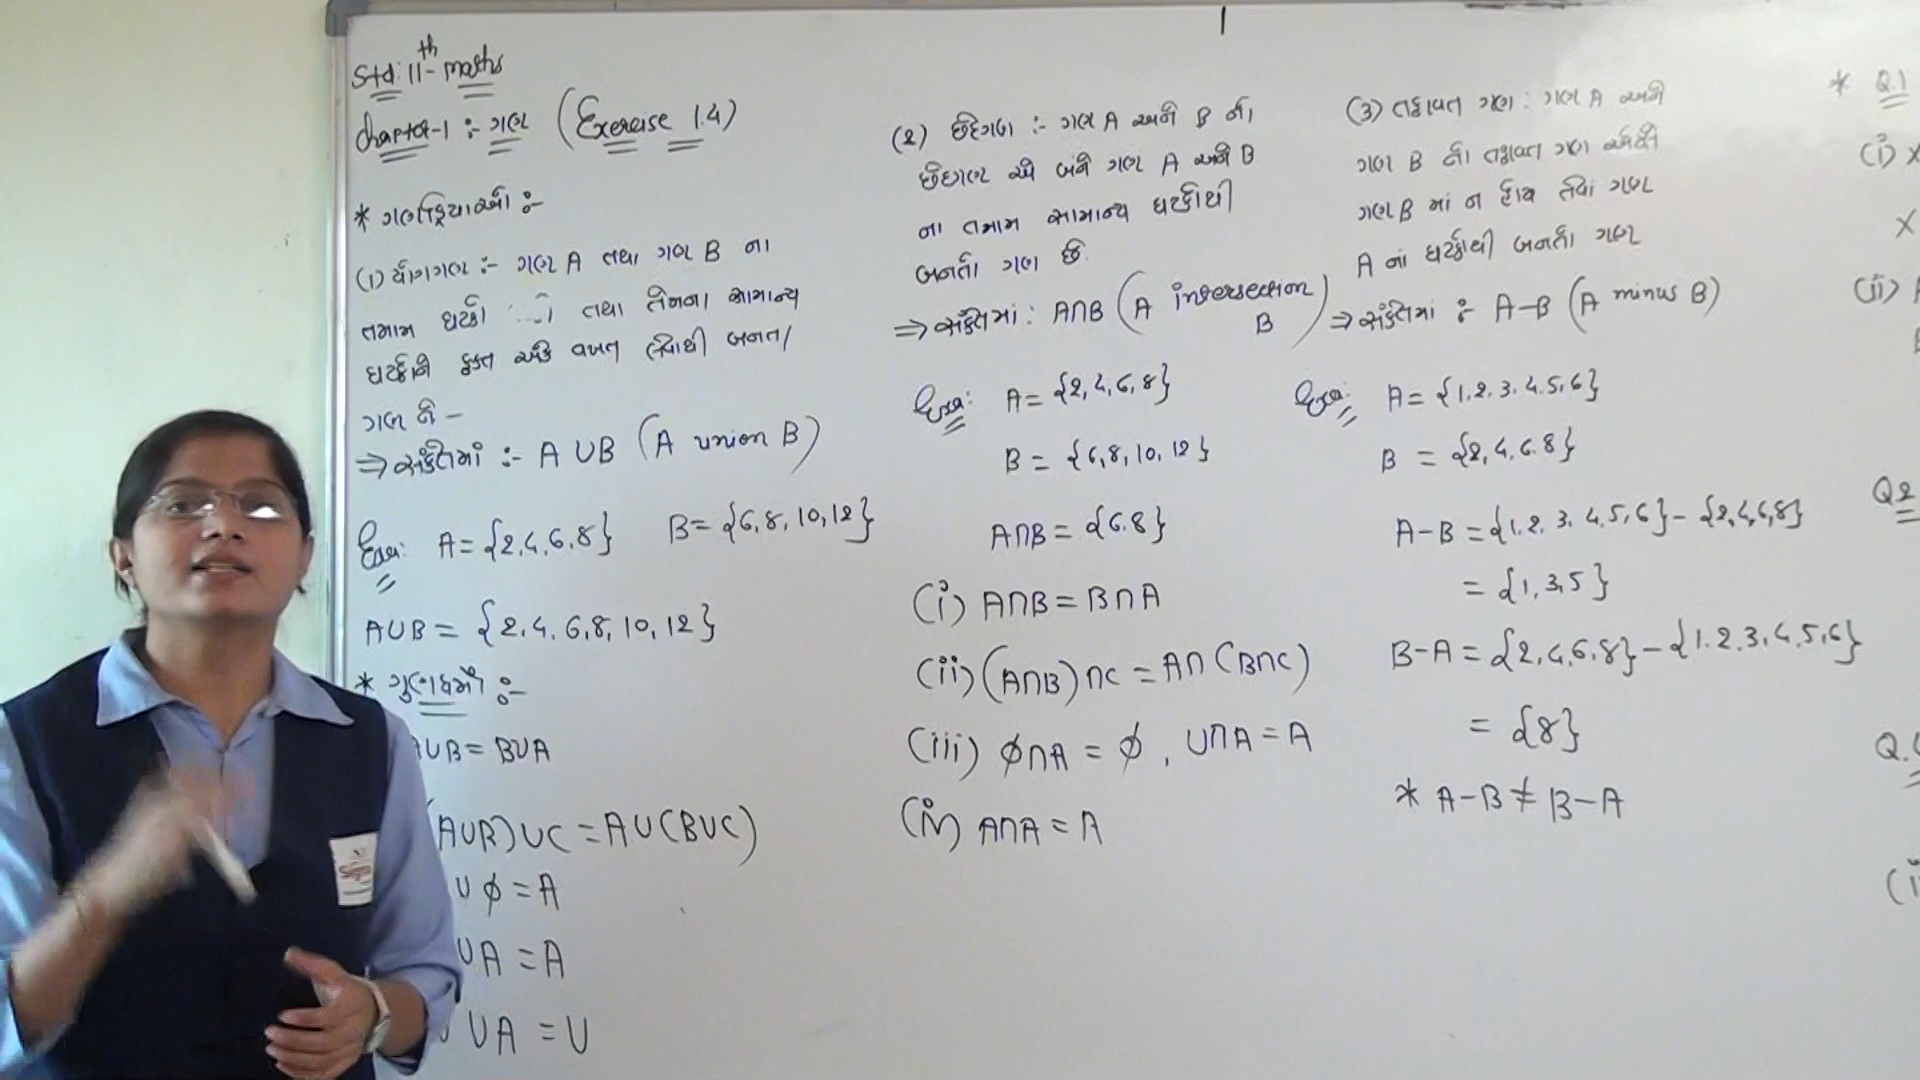 Std: 11th - maths
Chapter-1 :- ગણ (Exercise 1.4)
* ગણક્રિયાઓ :-
(1) યોગગણ :- ગણ A તથા ગણ B ના
તમામ ઘટકો તથા તેમના સામાન્ય
ઘટકોને ફક્ત એક વખત લેવાથી બનતા
ગણ ને -
⇒ સંકેતમાં :- A∪B (A union B)
Exa: A = {2,4,6,8} B = {6,8,10,12}
A∪B = {2,4,6,8,10,12}
* ગુણધર્મો :-
A∪B = B∪A
(A∪B)∪C = A∪(B∪C)
∪ϕ = A
∪A = A
∪A = U
(2) છેદગણ :- ગણ A અને B નો
છેદગણ એ બંને ગણ A અને B
ના તમામ સામાન્ય ઘટકોથી
બનતો ગણ છે.
⇒ સંકેતમાં : A∩B (A intersection
B)
Exa: A = {2,4,6,8}
B = {6,8,10,12}
A∩B = {6,8}
(i) A∩B = B∩A
(ii) (A∩B)∩C = A∩(B∩C)
(iii) ϕ∩A = ϕ, U∩A = A
(iv) A∩A = A
(3) તફાવત ગણ : ગણ A અને
ગણ B નો તફાવત ગણ એટલે
ગણ B માં ન હોય તેવાં ગણ
A નાં ઘટકોથી બનતો ગણ
⇒ સંકેતમાં :- A-B (A minus B)
Exa: A = {1,2,3,4,5,6}
B = {2,4,6,8}
A-B = {1,2,3,4,5,6} - {2,4,6,8}
= {1,3,5}
B-A = {2,4,6,8} - {1,2,3,4,5,6}
= {8}
* A-B ≠ B-A
* Q.1
(i)
(ii)
Q2